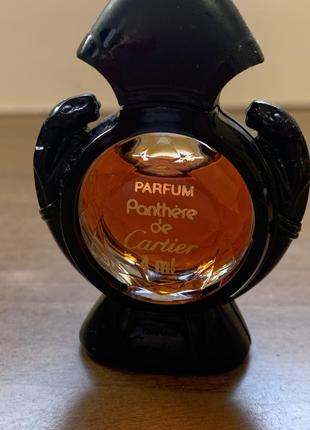 PARFUM
Panthère
de
Cartier
4 ml